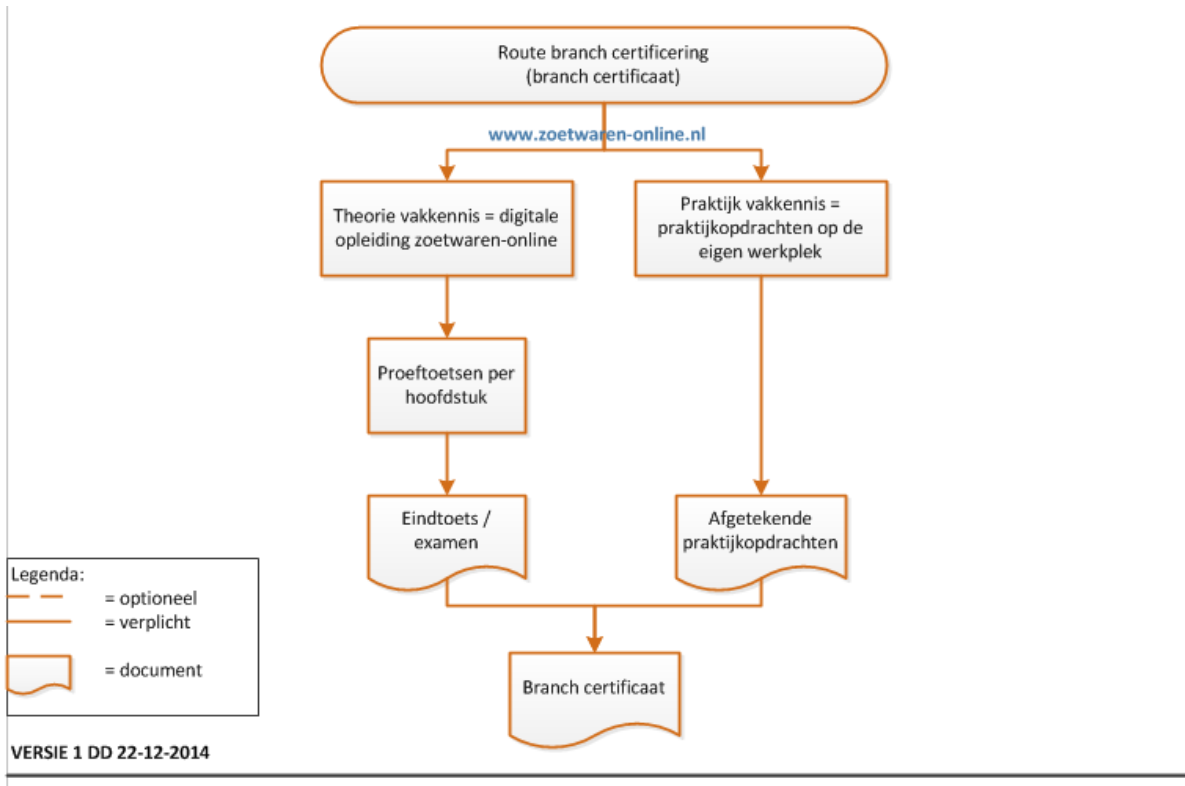 Route branch certificering
(branch certificaat)
www.zoetwaren-online.nl
Theorie vakkennis = digitale
opleiding zoetwaren-online
Praktijk vakkennis =
praktijkopdrachten op de
eigen werkplek
Proeftoetsen per
hoofdstuk
Eindtoets /
examen
Afgetekende
praktijkopdrachten
Legenda:
= optioneel
= verplicht
= document
Branch certificaat
VERSIE 1 DD 22-12-2014